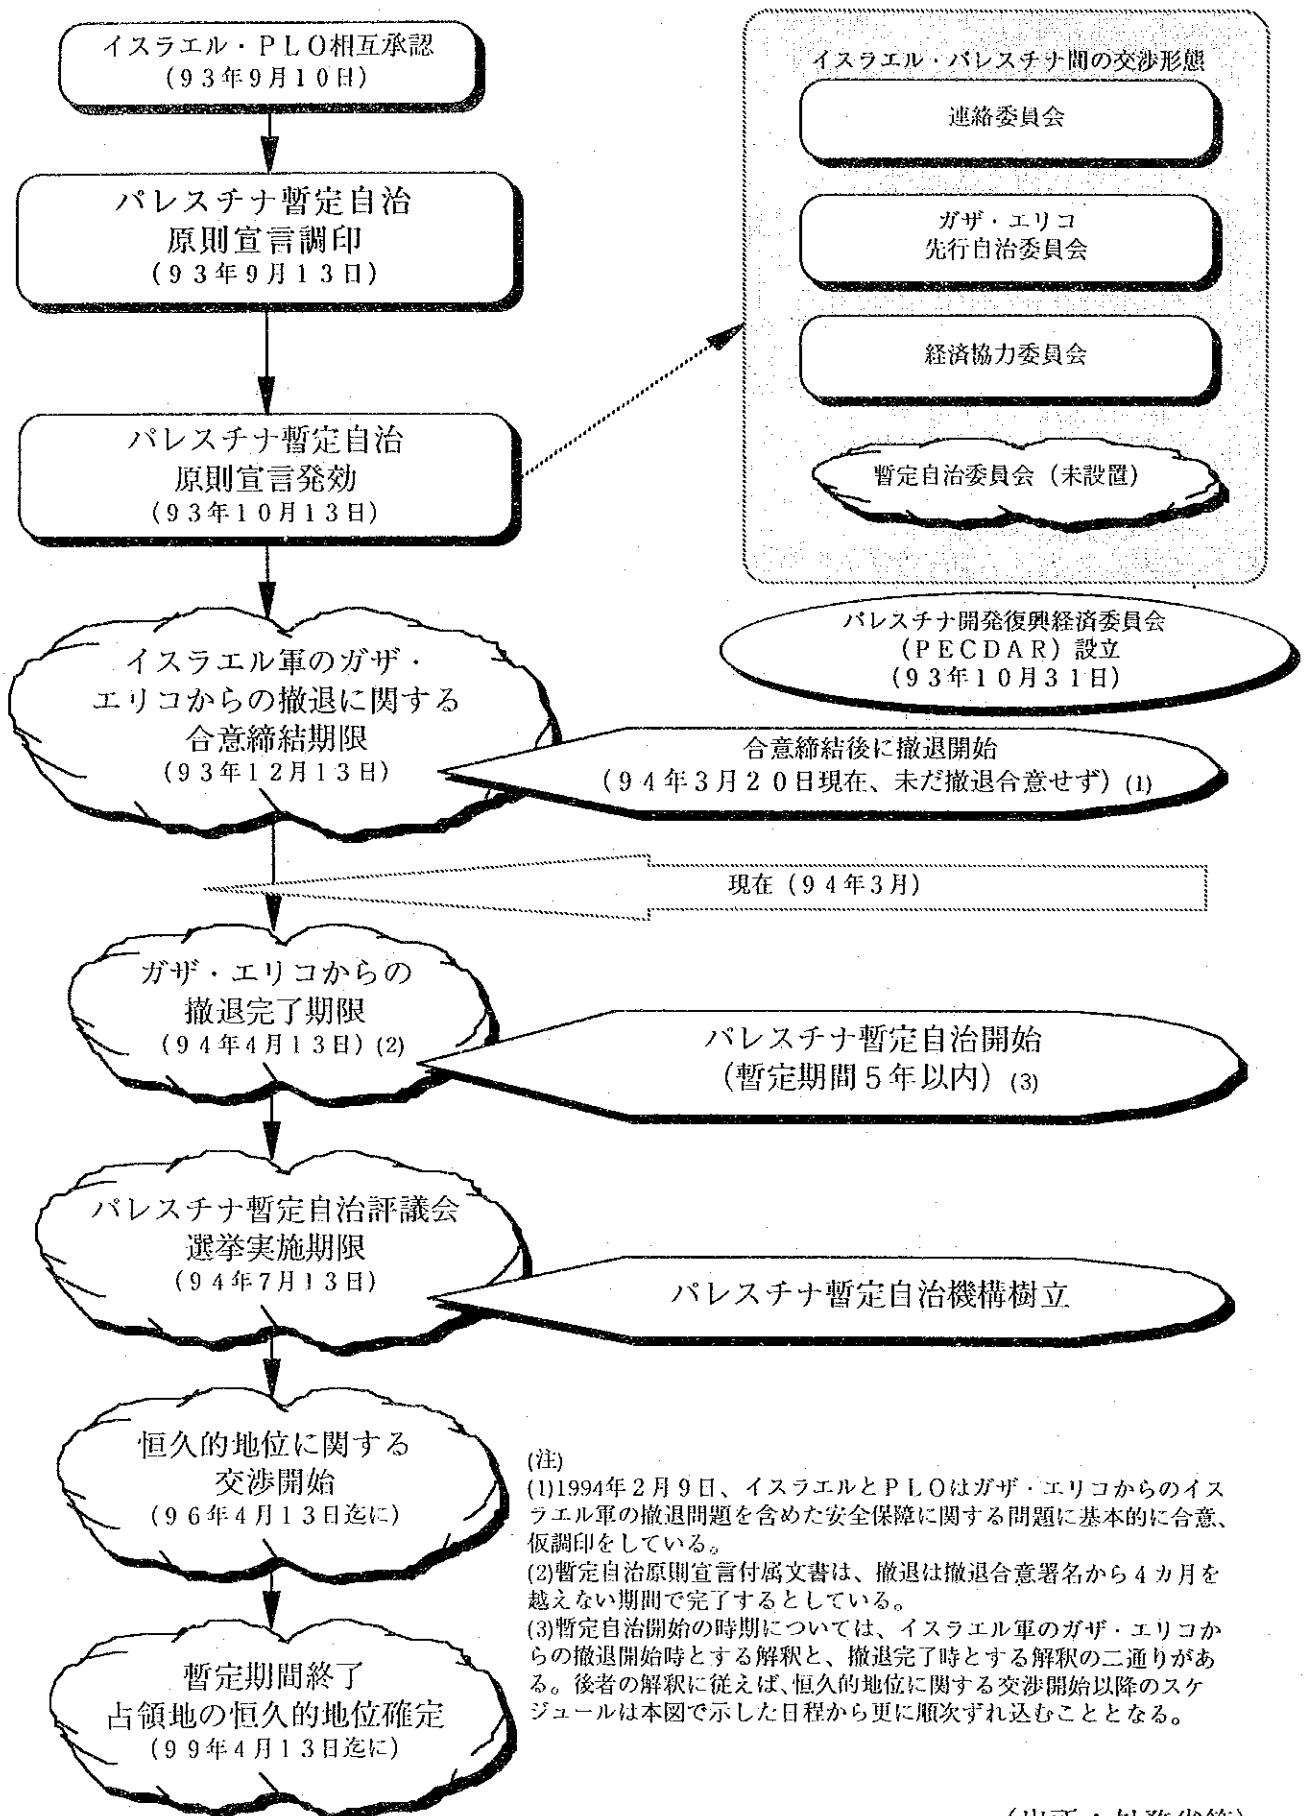 イスラエル・PLO相互承認
(93年9月10日)
パレスチナ暫定自治
原則宣言調印
(93年9月13日)
パレスチナ暫定自治
原則宣言発効
(93年10月13日)
イスラエル・パレスチナ間の交渉形態
連絡委員会
ガザ・エリコ
先行自治委員会
経済協力委員会
暫定自治委員会(未設置)
パレスチナ開発復興経済委員会
(PECDAR)設立
(93年10月31日)
イスラエル軍のガザ・
エリコからの撤退に関する
合意締結期限
(93年12月13日)
合意締結後に撤退開始
(94年3月20日現在、未だ撤退合意せず)(1)
現在(94年3月)
ガザ・エリコからの
撤退完了期限
(94年4月13日)(2)
パレスチナ暫定自治開始
(暫定期間5年以内)(3)
パレスチナ暫定自治評議会
選挙実施期限
(94年7月13日)
パレスチナ暫定自治機構樹立
恒久的地位に関する
交渉開始
(96年4月13日迄に)
暫定期間終了
占領地の恒久的地位確定
(99年4月13日迄に)
(注)
(1)1994年2月9日、イスラエルとPLOはガザ・エリコからのイス
ラエル軍の撤退問題を含めた安全保障に関する問題に基本的に合意、
仮調印をしている。
(2)暫定自治原則宣言付属文書は、撤退は撤退合意署名から4カ月を
越えない期間で完了するとしている。
(3)暫定自治開始の時期については、イスラエル軍のガザ・エリコか
らの撤退開始時とする解釈と、撤退完了時とする解釈の二通りがあ
る。後者の解釈に従えば、恒久的地位に関する交渉開始以降のスケ
ジュールは本図で示した日程から更に順次ずれ込むこととなる。